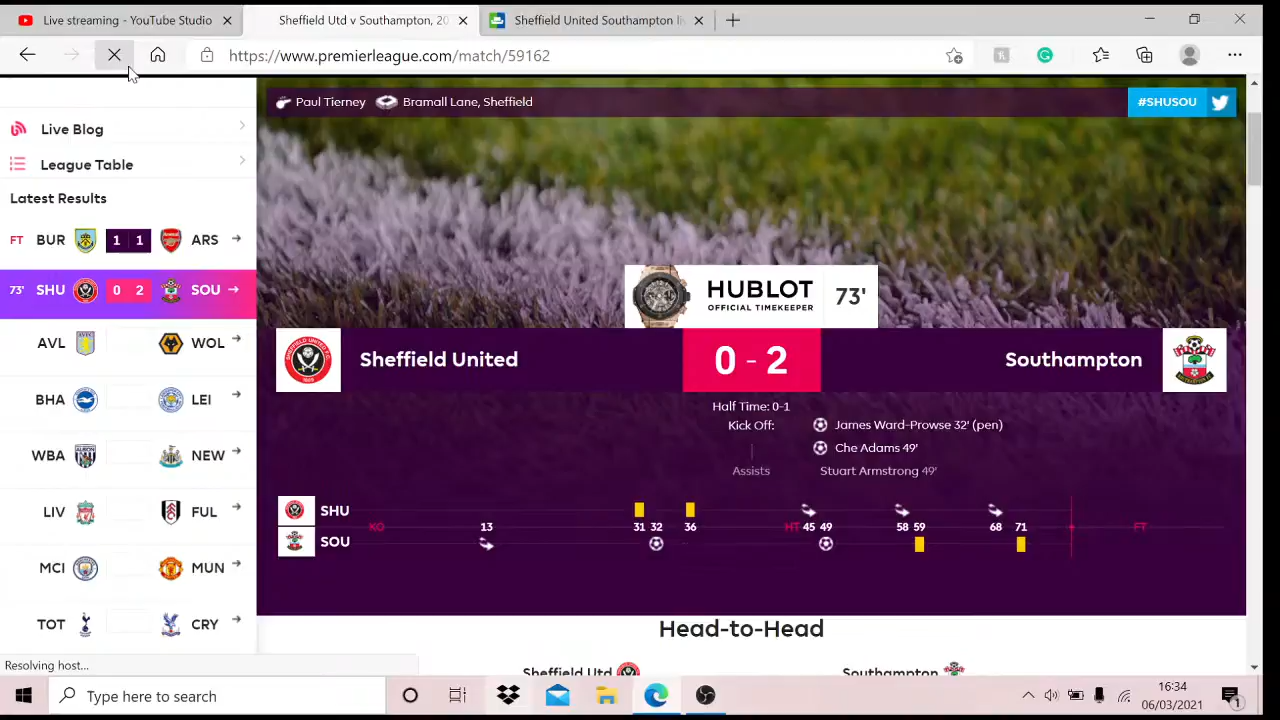 Live streaming - YouTube Studio
Sheffield Utd v Southampton, 20
Sheffield United Southampton li
https://www.premierleague.com/match/59162
Paul Tierney Bramall Lane, Sheffield
#SHUSOU
Live Blog
League Table
Latest Results
FT BUR 1 1 ARS
73' SHU 0 2 SOU
AVL WOL
BHA LEI
WBA NEW
LIV FUL
MCI MUN
TOT CRY
HUBLOT
OFFICIAL TIMEKEEPER
73'
Sheffield United 0 - 2 Southampton
Half Time: 0-1
Kick Off:
James Ward-Prowse 32' (pen)
Che Adams 49'
Assists
Stuart Armstrong 49'
SHU
KO 13 31 32 36 HT 45 49 58 59 68 71 FT
SOU
Head-to-Head
Sheffield Utd Southampton
Resolving host...
Type here to search
16:34
06/03/2021
1